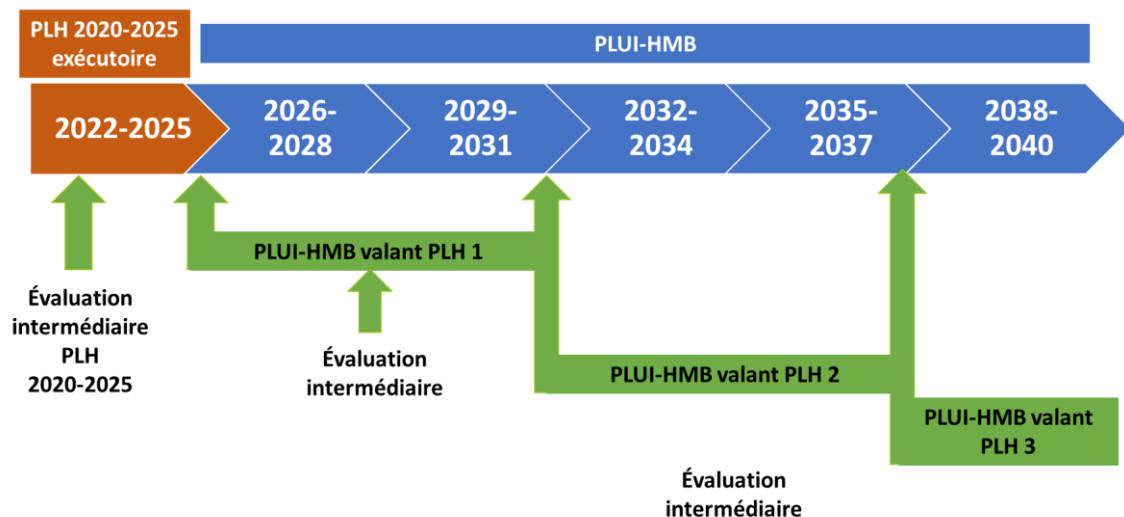 PLH 2020-2025
exécutoire
PLUI-HMB
2022-2025
2026-
2028
2029-
2031
2032-
2034
2035-
2037
2038-
2040
PLUI-HMB valant PLH 1
Évaluation
intermédiaire
PLH
2020-2025
Évaluation
intermédiaire
PLUI-HMB valant PLH 2
PLUI-HMB valant
PLH 3
Évaluation
intermédiaire